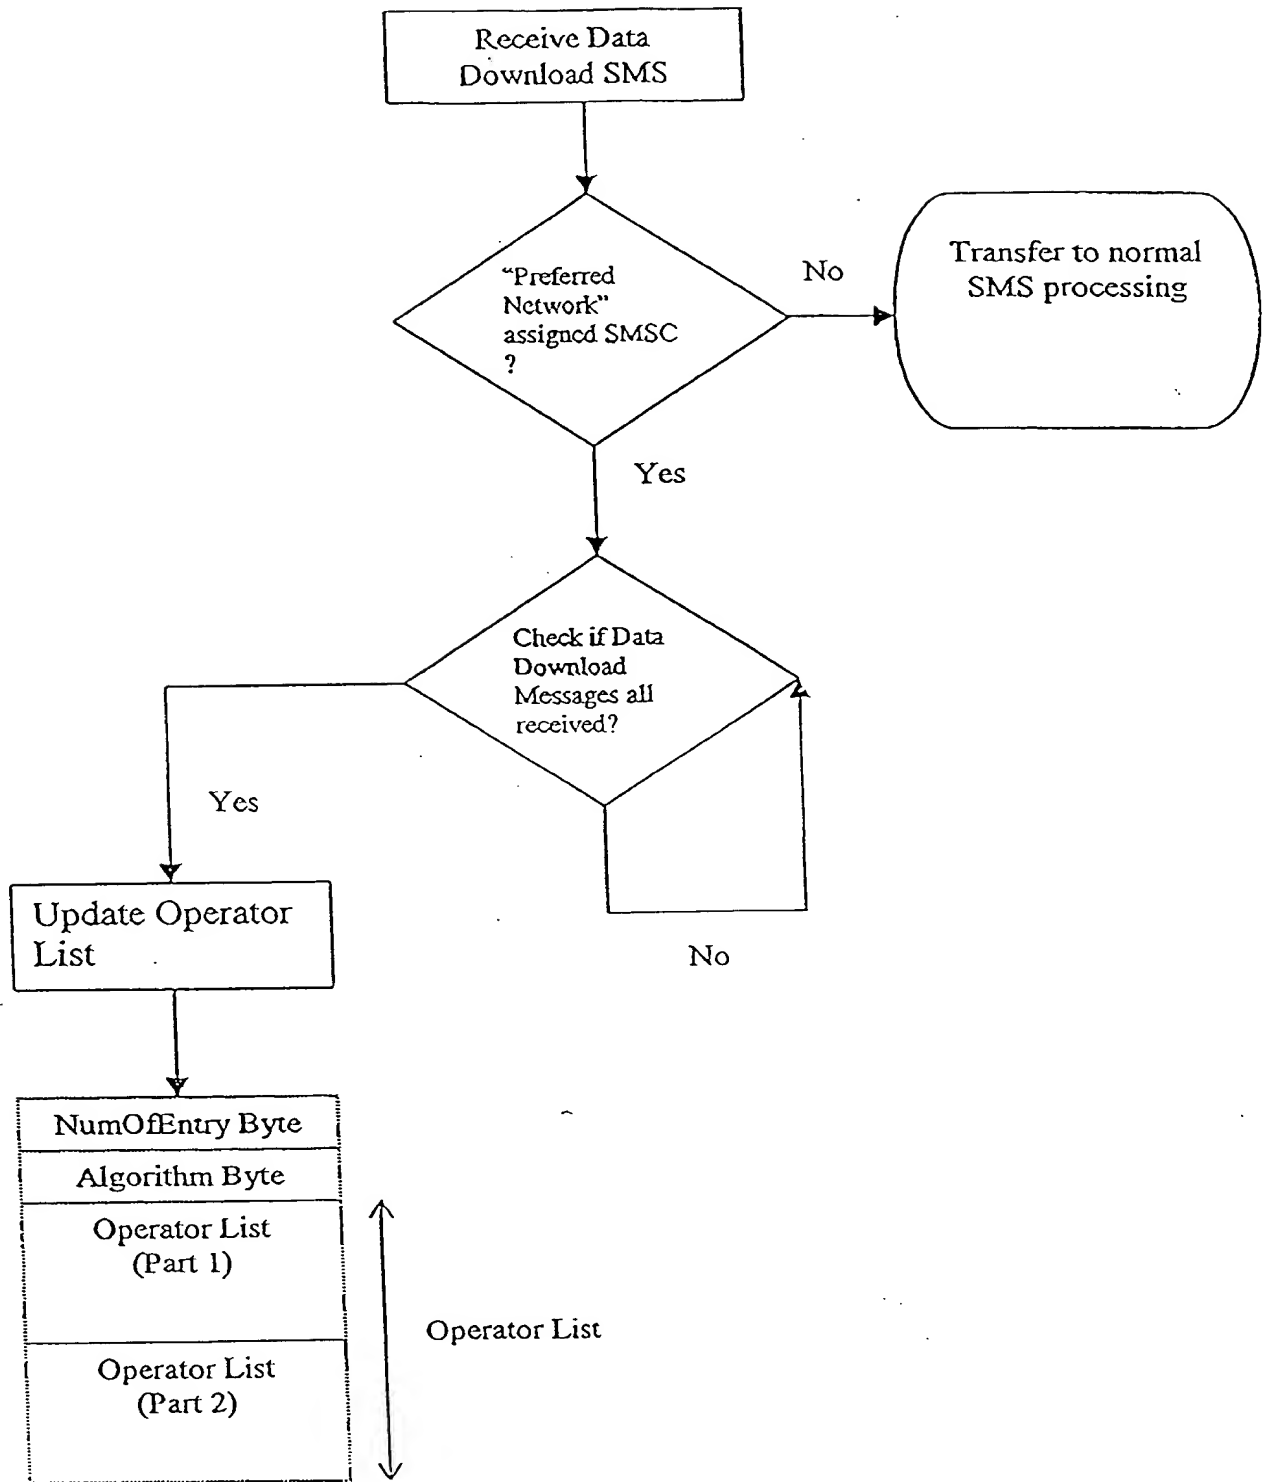 Receive Data
Download SMS
"Preferred
Network"
assigned SMSC
?
No
Transfer to normal
SMS processing
Yes
Check if Data
Download
Messages all
received?
Yes
No
Update Operator
List
NumOfEntry Byte
Algorithm Byte
Operator List
(Part 1)
Operator List
Operator List
(Part 2)